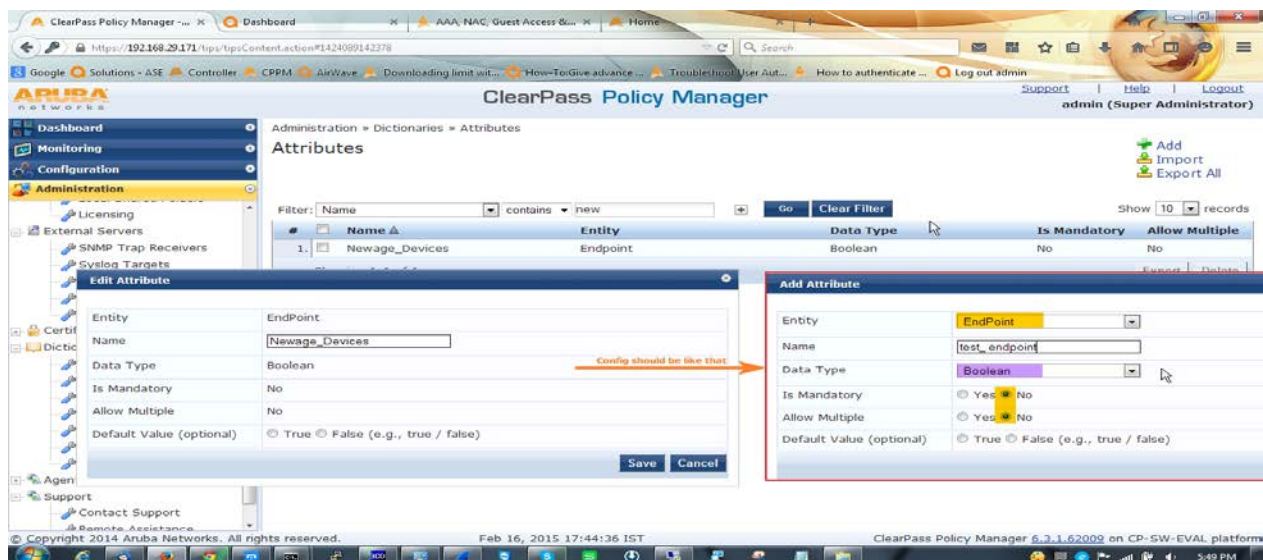 ClearPass Policy Manager -... × Dashboard × AAA, NAC, Guest Access &... × Home × +
https://192.168.29.171/tips/tipsContent.action#1424089142378
Search
Google Solutions - ASE Controller CPPM AirWave Downloading limit wit... How-To:Give advance ... Troubleshoot User Aut... How to authenticate ... Log out admin
ARUBA
networks
ClearPass Policy Manager
Support | Help | Logout
admin (Super Administrator)
Dashboard
Monitoring
Configuration
Administration
Licensing
External Servers
SNMP Trap Receivers
Syslog Targets
Certif
Dictic
Agen
Support
Contact Support
Remote Assistance
Administration » Dictionaries » Attributes
Attributes
Add
Import
Export All
Filter: Name contains new Go Clear Filter Show 10 records
# Name Entity Data Type Is Mandatory Allow Multiple
1. Newage_Devices Endpoint Boolean No No
Export Delete
Edit Attribute
Entity EndPoint
Name Newage_Devices
Data Type Boolean
Is Mandatory No
Allow Multiple No
Default Value (optional) True False (e.g., true / false)
Save Cancel
Config should be like that
Add Attribute
Entity EndPoint
Name test_endpoint
Data Type Boolean
Is Mandatory Yes No
Allow Multiple Yes No
Default Value (optional) True False (e.g., true / false)
© Copyright 2014 Aruba Networks. All rights reserved. Feb 16, 2015 17:44:36 IST ClearPass Policy Manager 6.3.1.62009 on CP-SW-EVAL platform
5:49 PM